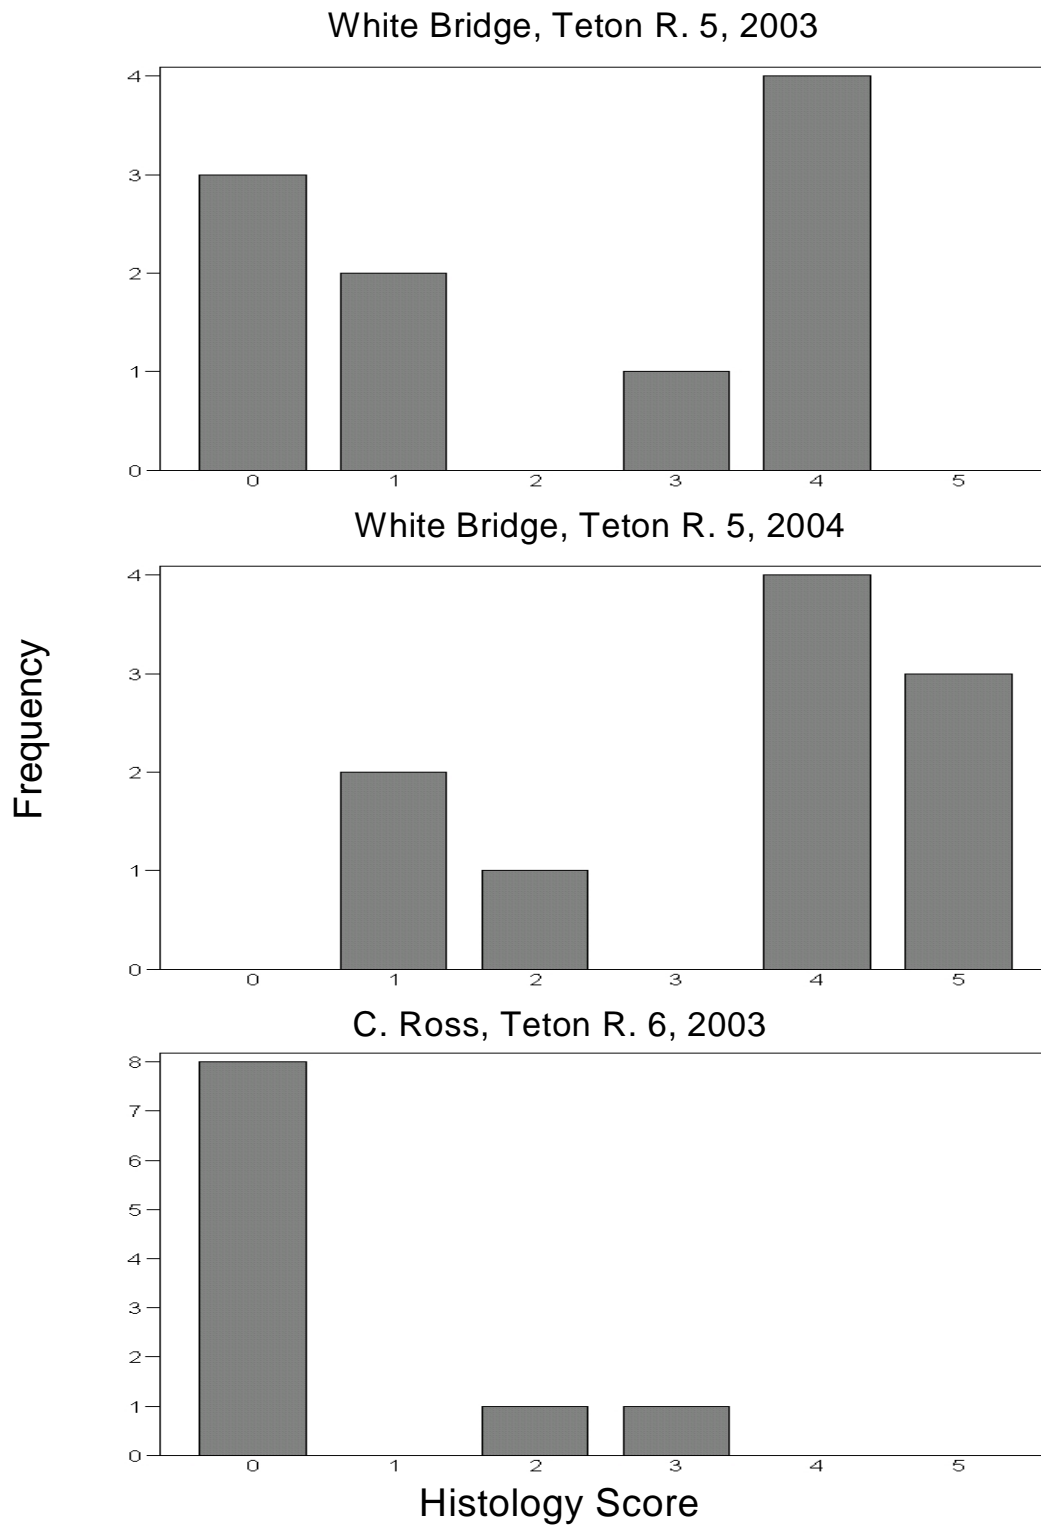 White Bridge, Teton R. 5, 2003
4
3
2
1
0
0 1 2 3 4 5
White Bridge, Teton R. 5, 2004
4
3
2
1
0
0 1 2 3 4 5
Frequency
C. Ross, Teton R. 6, 2003
8
7
6
5
4
3
2
1
0
0 1 2 3 4 5
Histology Score